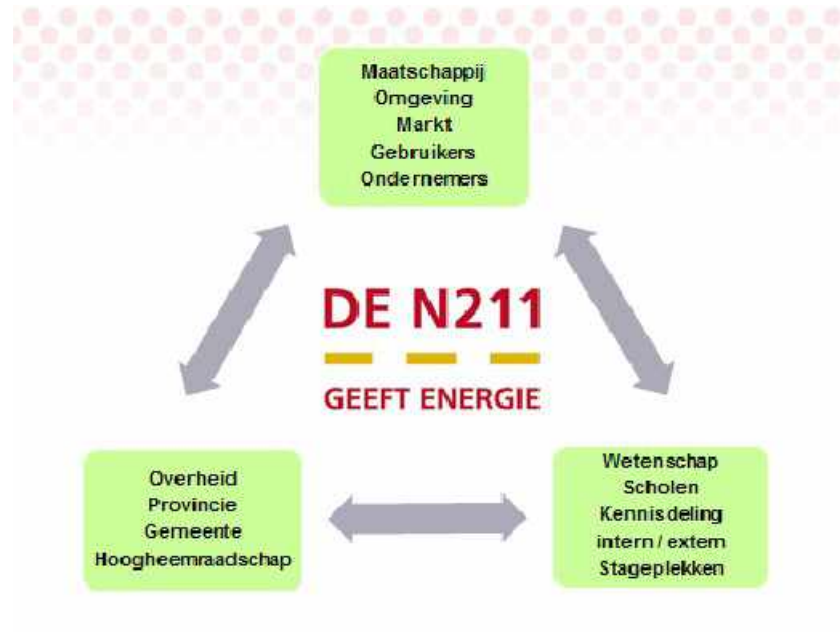 Maatschappij
Omgeving
Markt
Gebruikers
Ondernemers
DE N211
GEEFT ENERGIE
Overheid
Provincie
Gemeente
Hoogheemraadschap
Wetenschap
Scholen
Kennisdeling
intern / extern
Stageplekken